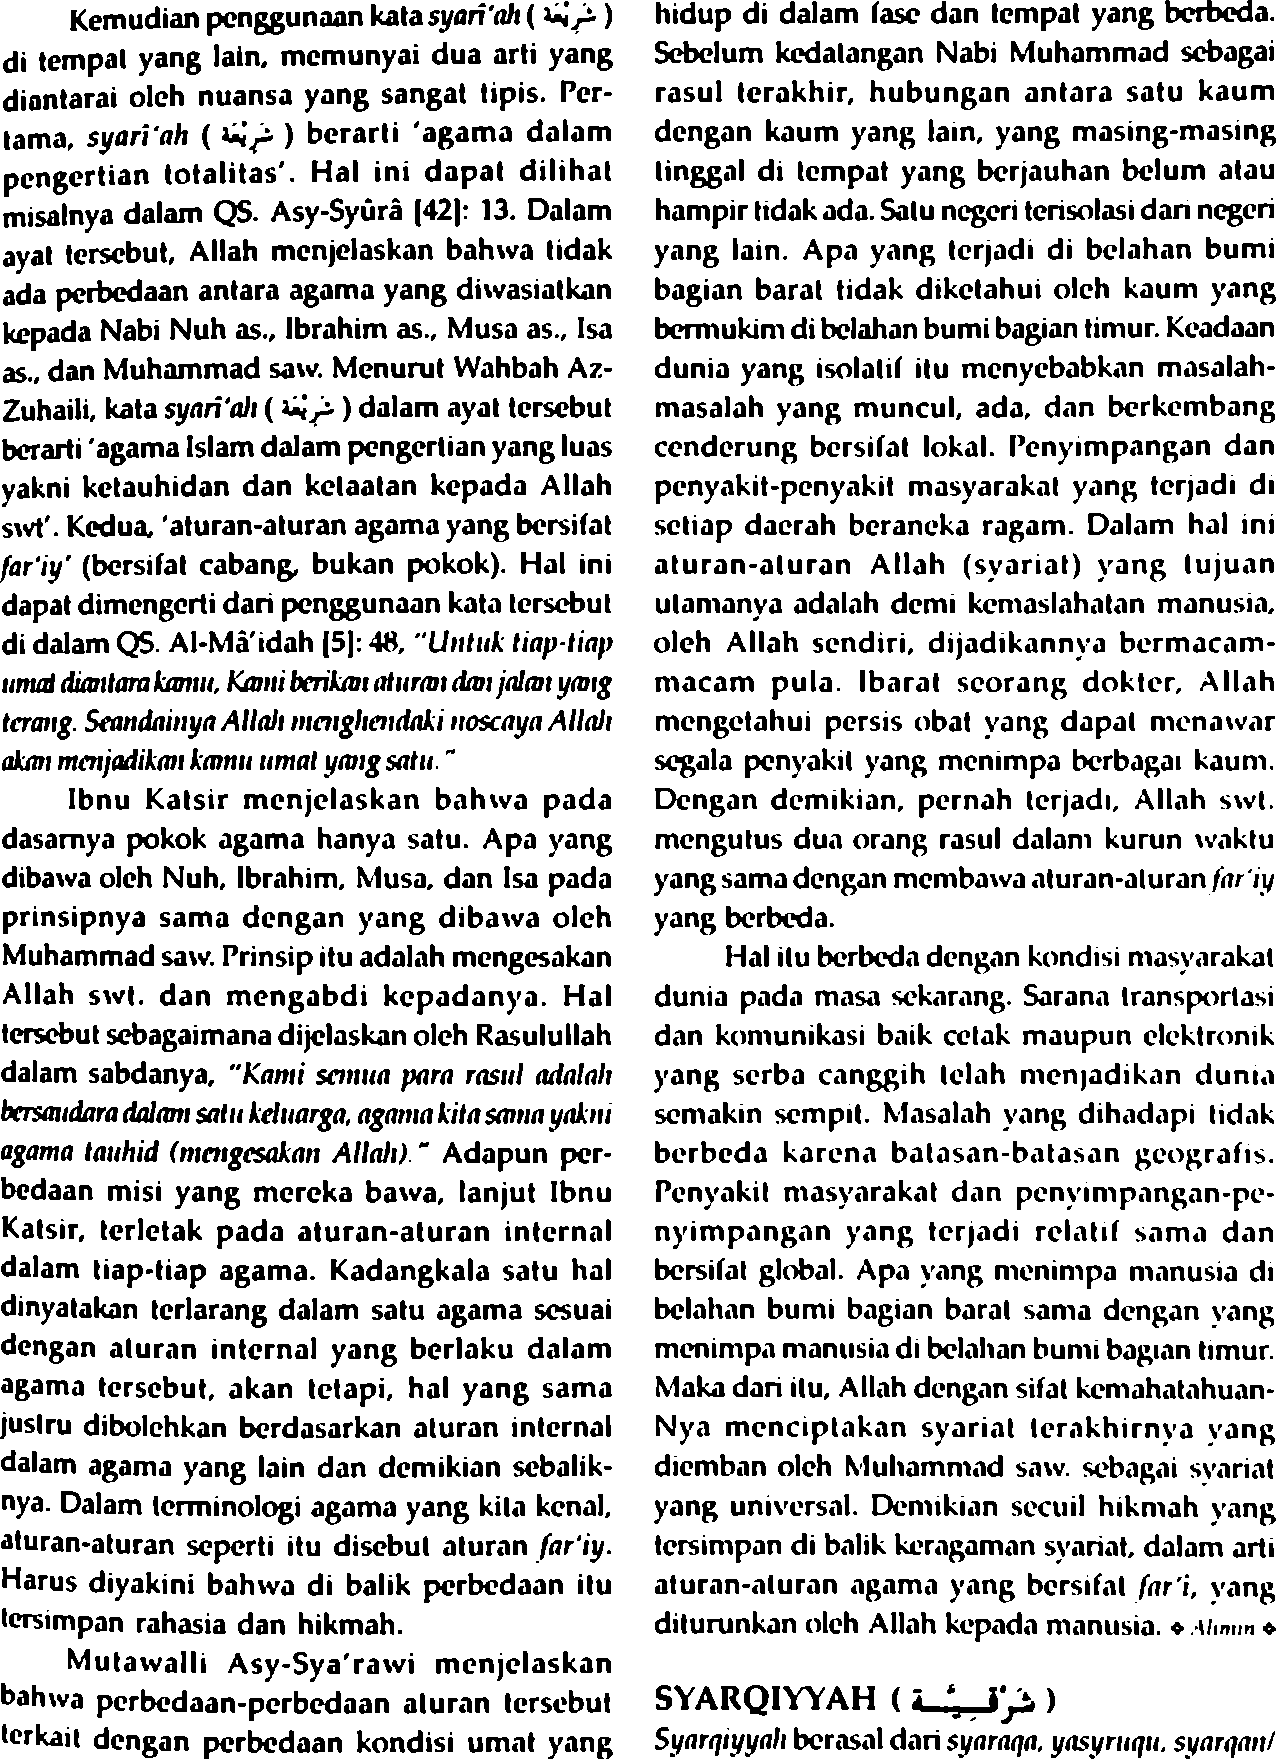 Kemudian penggunaan kata syarî'ah ( شَرِيْعَة )
di tempat yang lain, memunyai dua arti yang
diantarai oleh nuansa yang sangat tipis. Per-
tama, syarî'ah ( شَرِيْعَة ) berarti 'agama dalam
pengertian totalitas'. Hal ini dapat dilihat
misalnya dalam QS. Asy-Syûrâ [42]: 13. Dalam
ayat tersebut, Allah menjelaskan bahwa tidak
ada perbedaan antara agama yang diwasiatkan
kepada Nabi Nuh as., Ibrahim as., Musa as., Isa
as., dan Muhammad saw. Menurut Wahbah Az-
Zuhaili, kata syarî'ah ( شَرِيْعَة ) dalam ayat tersebut
berarti 'agama Islam dalam pengertian yang luas
yakni ketauhidan dan ketaatan kepada Allah
swt'. Kedua, 'aturan-aturan agama yang bersifat
far'iy' (bersifat cabang, bukan pokok). Hal ini
dapat dimengerti dari penggunaan kata tersebut
di dalam QS. Al-Mâ'idah [5]: 48, "Untuk tiap-tiap
umat diantara kamu, Kami berikan aturan dan jalan yang
terang. Seandainya Allah menghendaki noscaya Allah
akan menjadikan kamu umat yang satu."
Ibnu Katsir menjelaskan bahwa pada
dasarnya pokok agama hanya satu. Apa yang
dibawa oleh Nuh, Ibrahim, Musa, dan Isa pada
prinsipnya sama dengan yang dibawa oleh
Muhammad saw. Prinsip itu adalah mengesakan
Allah swt. dan mengabdi kepadanya. Hal
tersebut sebagaimana dijelaskan oleh Rasulullah
dalam sabdanya, "Kami semua para rasul adalah
bersaudara dalam satu keluarga, agama kita sama yakni
agama tauhid (mengesakan Allah)." Adapun per-
bedaan misi yang mereka bawa, lanjut Ibnu
Katsir, terletak pada aturan-aturan internal
dalam tiap-tiap agama. Kadangkala satu hal
dinyatakan terlarang dalam satu agama sesuai
dengan aturan internal yang berlaku dalam
agama tersebut, akan tetapi, hal yang sama
justru dibolehkan berdasarkan aturan internal
dalam agama yang lain dan demikian sebalik-
nya. Dalam terminologi agama yang kita kenal,
aturan-aturan seperti itu disebut aturan far'iy.
Harus diyakini bahwa di balik perbedaan itu
tersimpan rahasia dan hikmah.
Mutawalli Asy-Sya'rawi menjelaskan
bahwa perbedaan-perbedaan aturan tersebut
terkait dengan perbedaan kondisi umat yang
hidup di dalam fase dan tempat yang berbeda.
Sebelum kedatangan Nabi Muhammad sebagai
rasul terakhir, hubungan antara satu kaum
dengan kaum yang lain, yang masing-masing
tinggal di tempat yang berjauhan belum atau
hampir tidak ada. Satu negeri terisolasi dari negeri
yang lain. Apa yang terjadi di belahan bumi
bagian barat tidak diketahui oleh kaum yang
bermukim di belahan bumi bagian timur. Keadaan
dunia yang isolatif itu menyebabkan masalah-
masalah yang muncul, ada, dan berkembang
cenderung bersifat lokal. Penyimpangan dan
penyakit-penyakit masyarakat yang terjadi di
setiap daerah beraneka ragam. Dalam hal ini
aturan-aturan Allah (syariat) yang tujuan
utamanya adalah demi kemaslahatan manusia,
oleh Allah sendiri, dijadikannya bermacam-
macam pula. Ibarat seorang dokter, Allah
mengetahui persis obat yang dapat menawar
segala penyakit yang menimpa berbagai kaum.
Dengan demikian, pernah terjadi, Allah swt.
mengutus dua orang rasul dalam kurun waktu
yang sama dengan membawa aturan-aturan far'iy
yang berbeda.
Hal itu berbeda dengan kondisi masyarakat
dunia pada masa sekarang. Sarana transportasi
dan komunikasi baik cetak maupun elektronik
yang serba canggih telah menjadikan dunia
semakin sempit. Masalah yang dihadapi tidak
berbeda karena batasan-batasan geografis.
Penyakit masyarakat dan penyimpangan-pe-
nyimpangan yang terjadi relatif sama dan
bersifat global. Apa yang menimpa manusia di
belahan bumi bagian barat sama dengan yang
menimpa manusia di belahan bumi bagian timur.
Maka dari itu, Allah dengan sifat kemahatahuan-
Nya menciptakan syariat terakhirnya yang
diemban oleh Muhammad saw. sebagai syariat
yang universal. Demikian secuil hikmah yang
tersimpan di balik keragaman syariat, dalam arti
aturan-aturan agama yang bersifat far'i, yang
diturunkan oleh Allah kepada manusia. ❖ ❖

SYARQIYYAH ( شَرْقِيَّة )
Syarqiyyah berasal dari syaraqa, yasyruqu, syarqan/